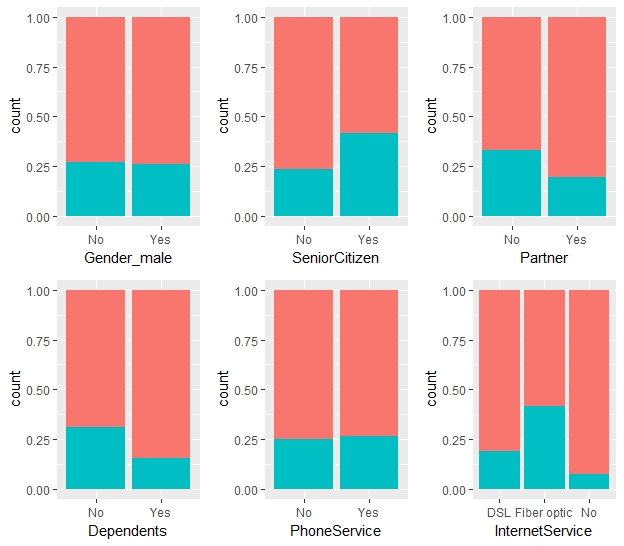 1.00
0.75
0.50
0.25
0.00
count
No Yes
Gender_male
1.00
0.75
0.50
0.25
0.00
count
No Yes
SeniorCitizen
1.00
0.75
0.50
0.25
0.00
count
No Yes
Partner
1.00
0.75
0.50
0.25
0.00
count
No Yes
Dependents
1.00
0.75
0.50
0.25
0.00
count
No Yes
PhoneService
1.00
0.75
0.50
0.25
0.00
count
DSL Fiber optic No
InternetService